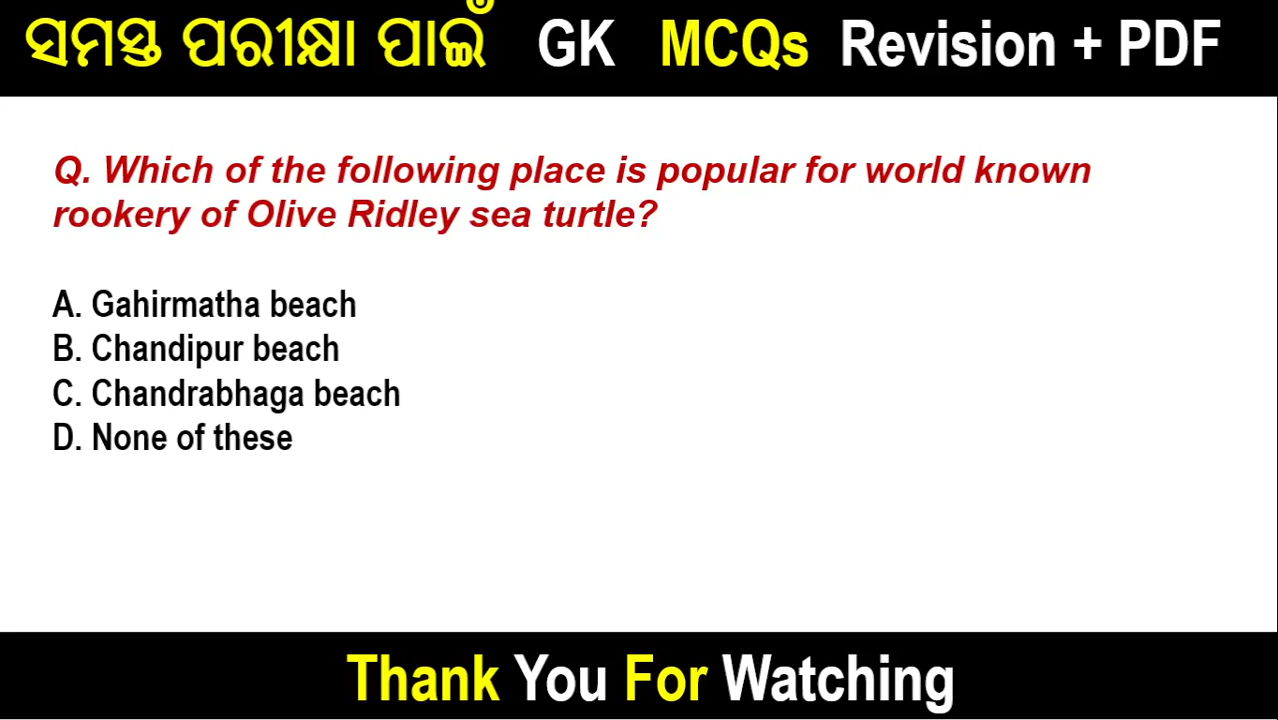 ସମସ୍ତ ପରୀକ୍ଷା ପାଇଁ GK MCQs Revision + PDF
Q. Which of the following place is popular for world known
rookery of Olive Ridley sea turtle?
A. Gahirmatha beach
B. Chandipur beach
C. Chandrabhaga beach
D. None of these
Thank You For Watching